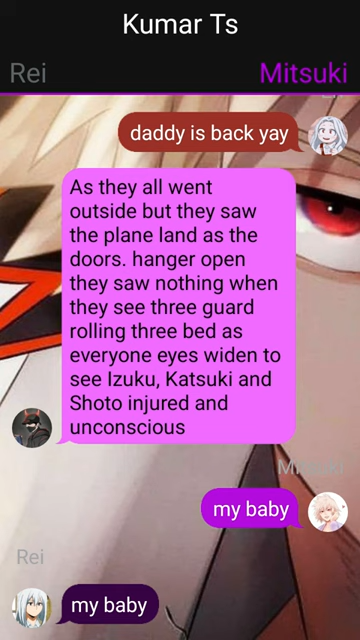 Kumar Ts
Rei
Mitsuki
daddy is back yay
As they all went
outside but they saw
the plane land as the
doors. hanger open
they saw nothing when
they see three guard
rolling three bed as
everyone eyes widen to
see Izuku, Katsuki and
Shoto injured and
unconscious
Mitsuki
my baby
Rei
my baby